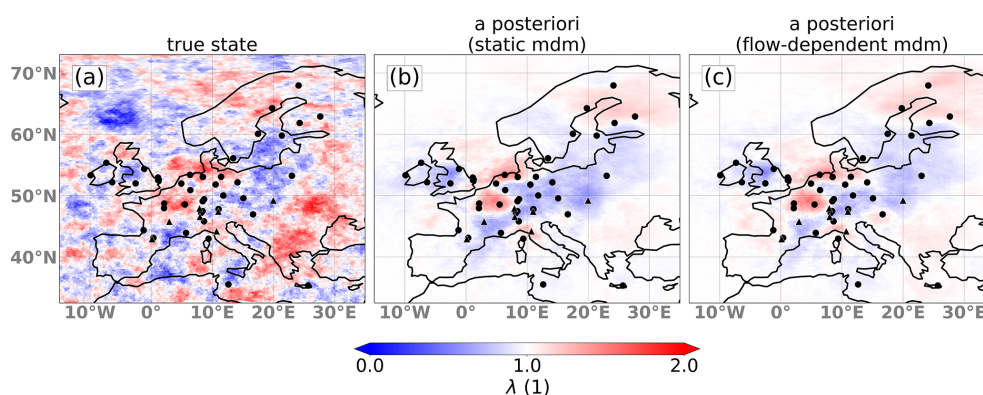 true state
a posteriori
(static mdm)
a posteriori
(flow-dependent mdm)
(a)
(b)
(c)
70°N
60°N
50°N
40°N
10°W 0° 10°E 20°E 30°E
10°W 0° 10°E 20°E 30°E
10°W 0° 10°E 20°E 30°E
0.0 1.0 2.0
λ (1)